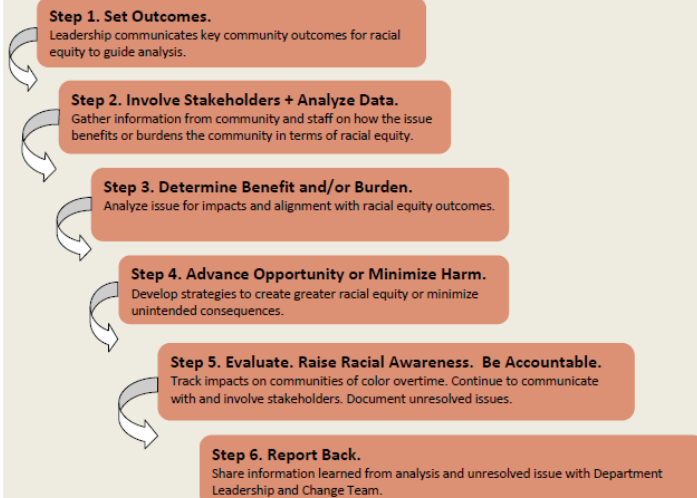 Step 1. Set Outcomes.
Leadership communicates key community outcomes for racial
equity to guide analysis.
Step 2. Involve Stakeholders + Analyze Data.
Gather information from community and staff on how the issue
benefits or burdens the community in terms of racial equity.
Step 3. Determine Benefit and/or Burden.
Analyze issue for impacts and alignment with racial equity outcomes.
Step 4. Advance Opportunity or Minimize Harm.
Develop strategies to create greater racial equity or minimize
unintended consequences.
Step 5. Evaluate. Raise Racial Awareness. Be Accountable.
Track impacts on communities of color overtime. Continue to communicate
with and involve stakeholders. Document unresolved issues.
Step 6. Report Back.
Share information learned from analysis and unresolved issue with Department
Leadership and Change Team.